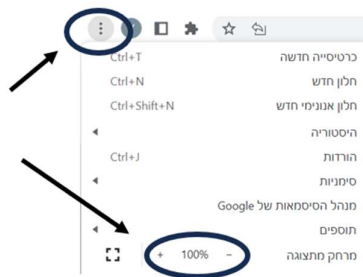 כרטיסייה חדשה Ctrl+T
חלון חדש Ctrl+N
חלון אנונימי חדש Ctrl+Shift+N
היסטוריה
הורדות Ctrl+J
סימניות
מנהל הסיסמאות של Google
תוספים
מרחק מתצוגה - 100% +